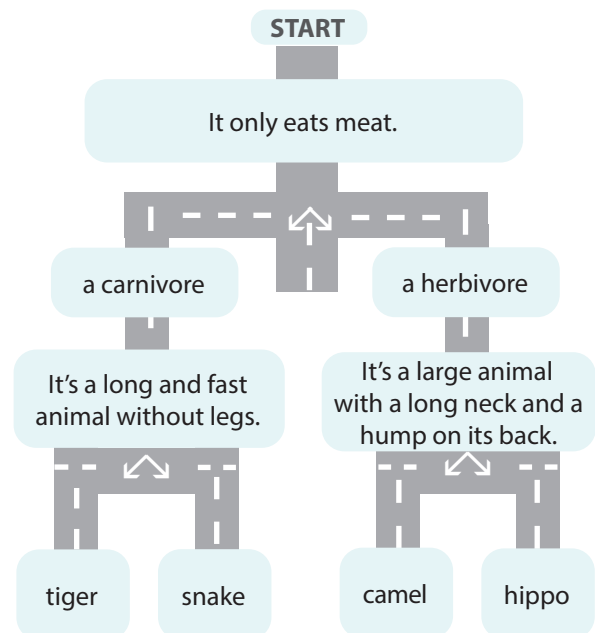 START
It only eats meat.
a carnivore
a herbivore
It's a long and fast
animal without legs.
It's a large animal
with a long neck and a
hump on its back.
tiger
snake
camel
hippo